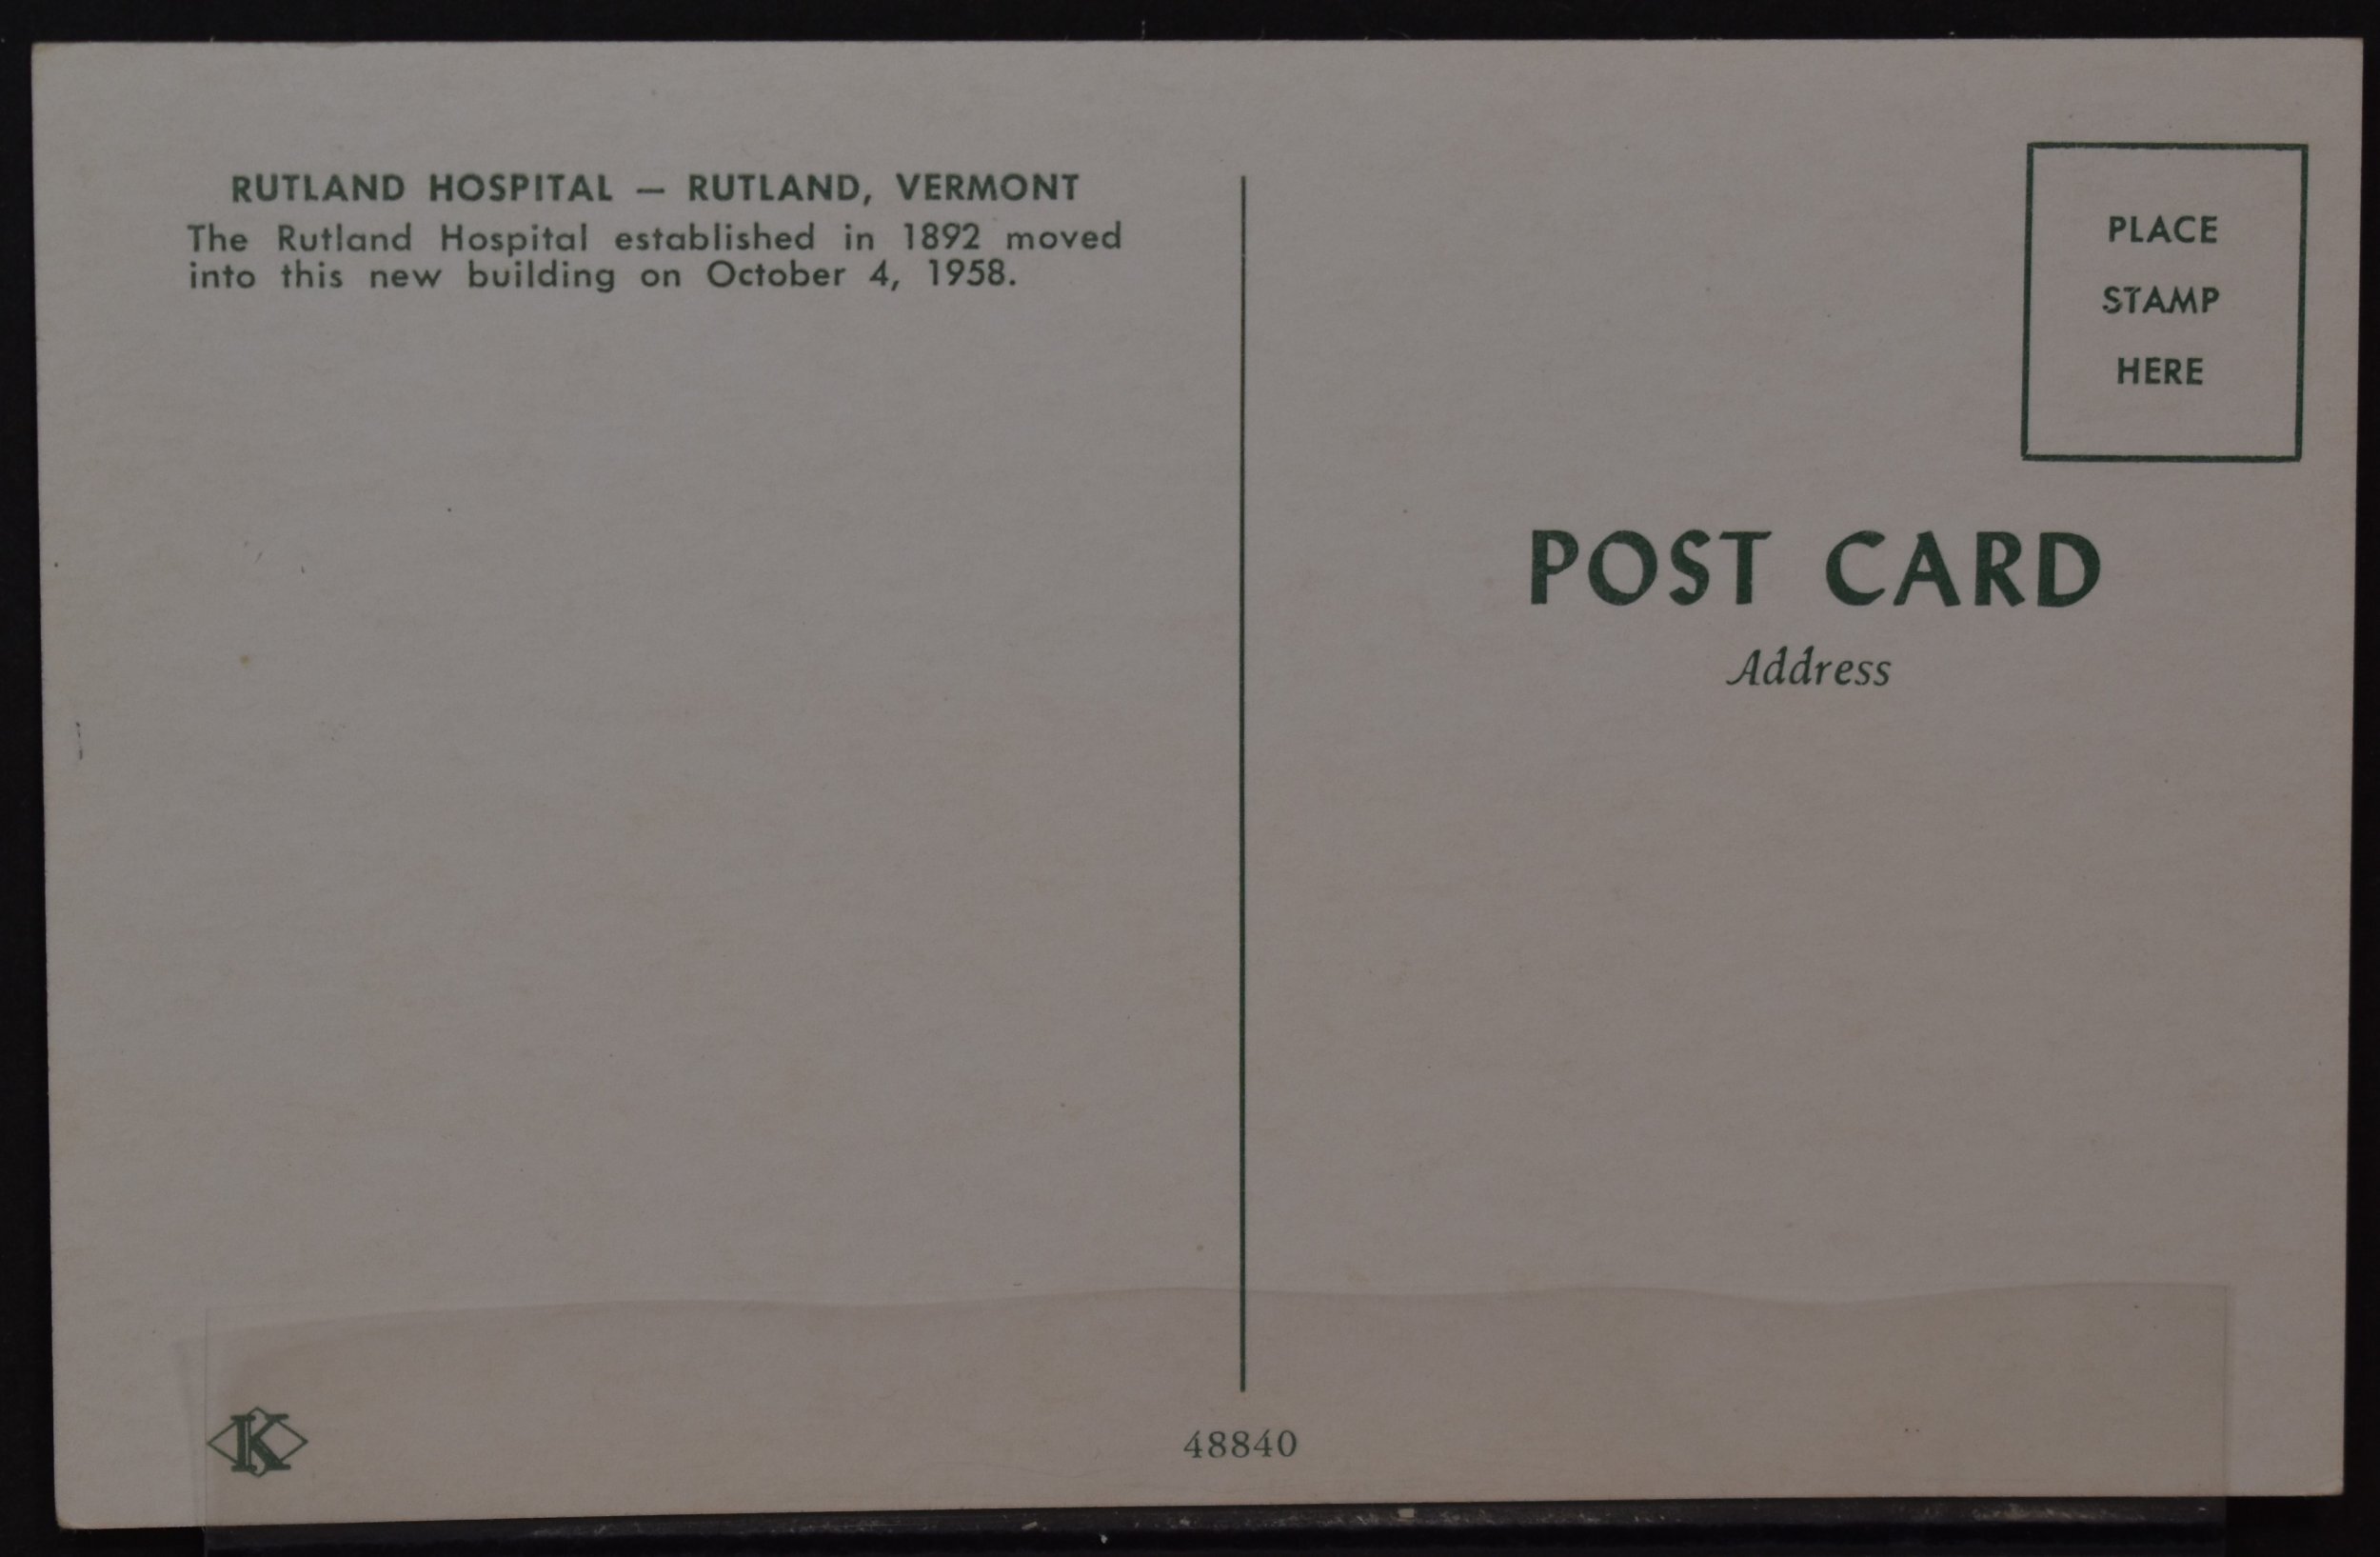 RUTLAND HOSPITAL — RUTLAND, VERMONT
The Rutland Hospital established in 1892 moved
into this new building on October 4, 1958.
PLACE
STAMP
HERE
POST CARD
Address
K
48840